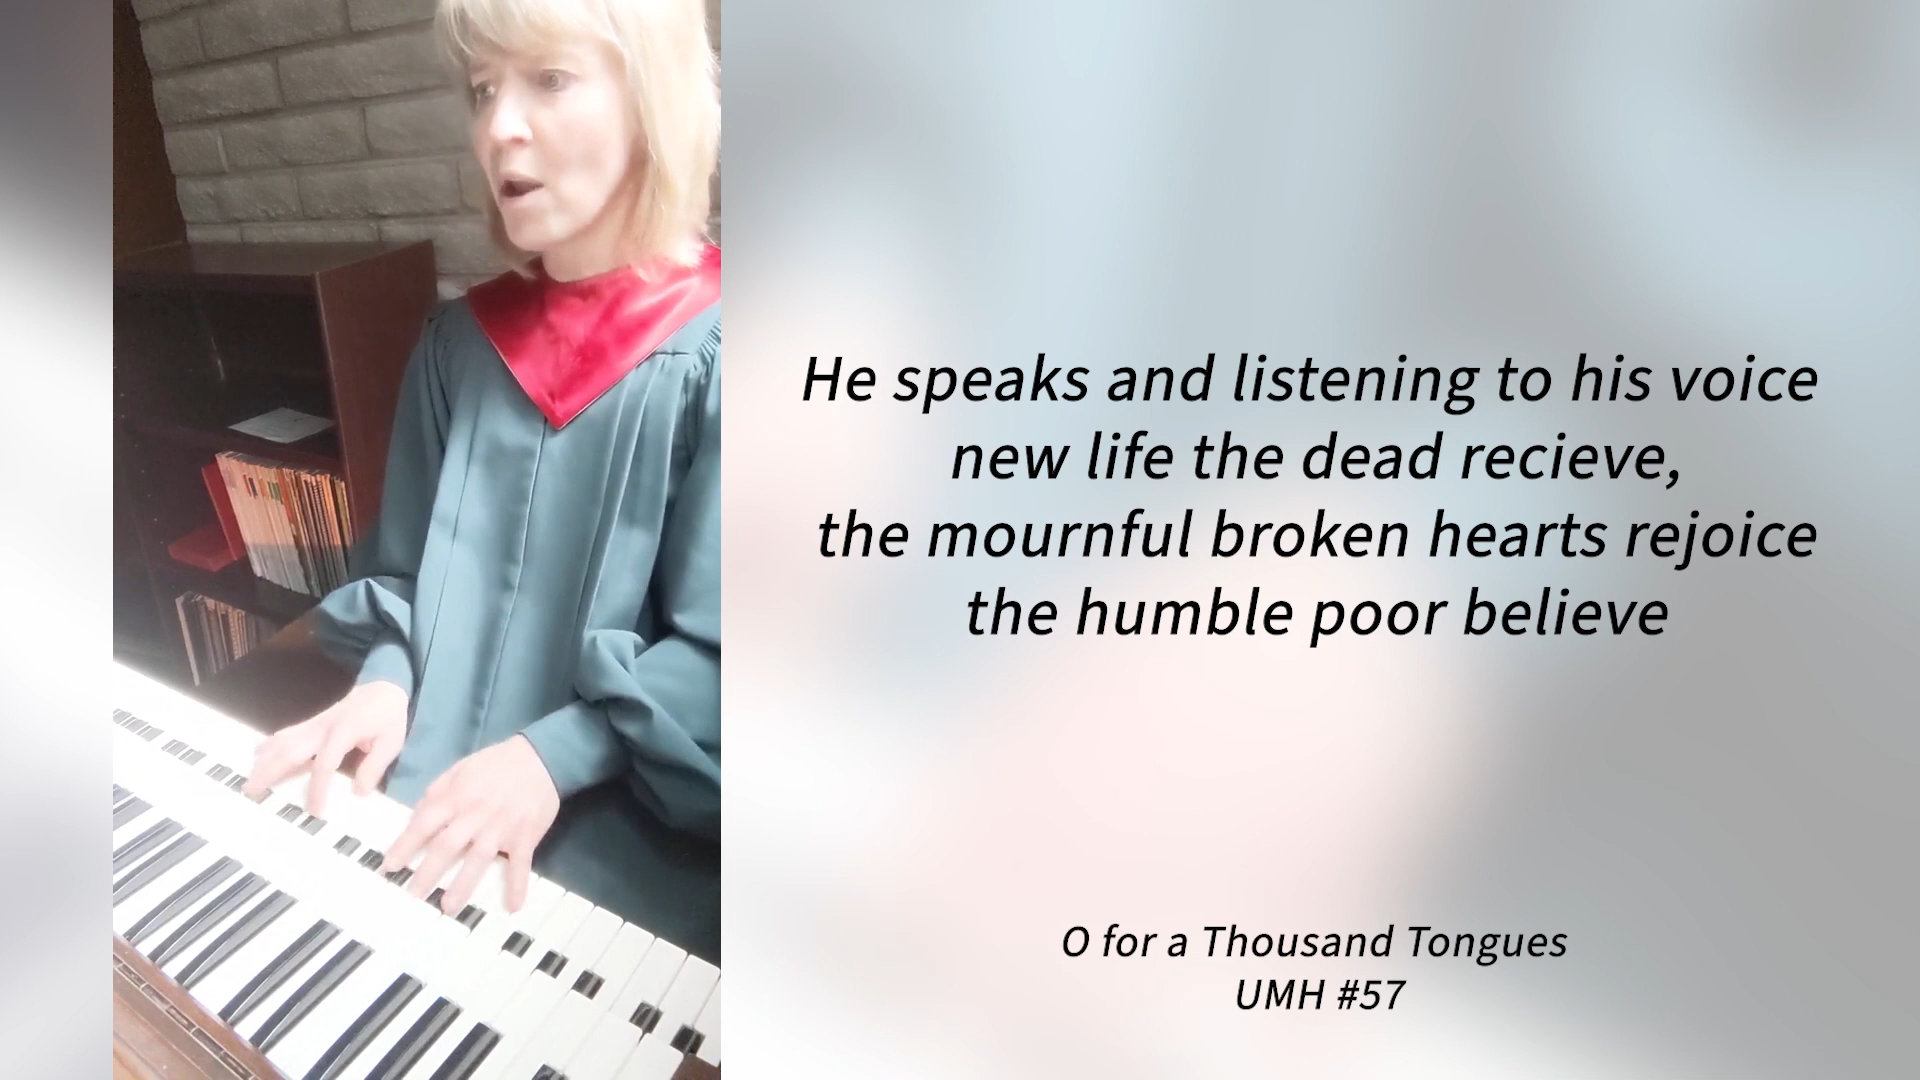 He speaks and listening to his voice
new life the dead recieve,
the mournful broken hearts rejoice
the humble poor believe
O for a Thousand Tongues
UMH #57